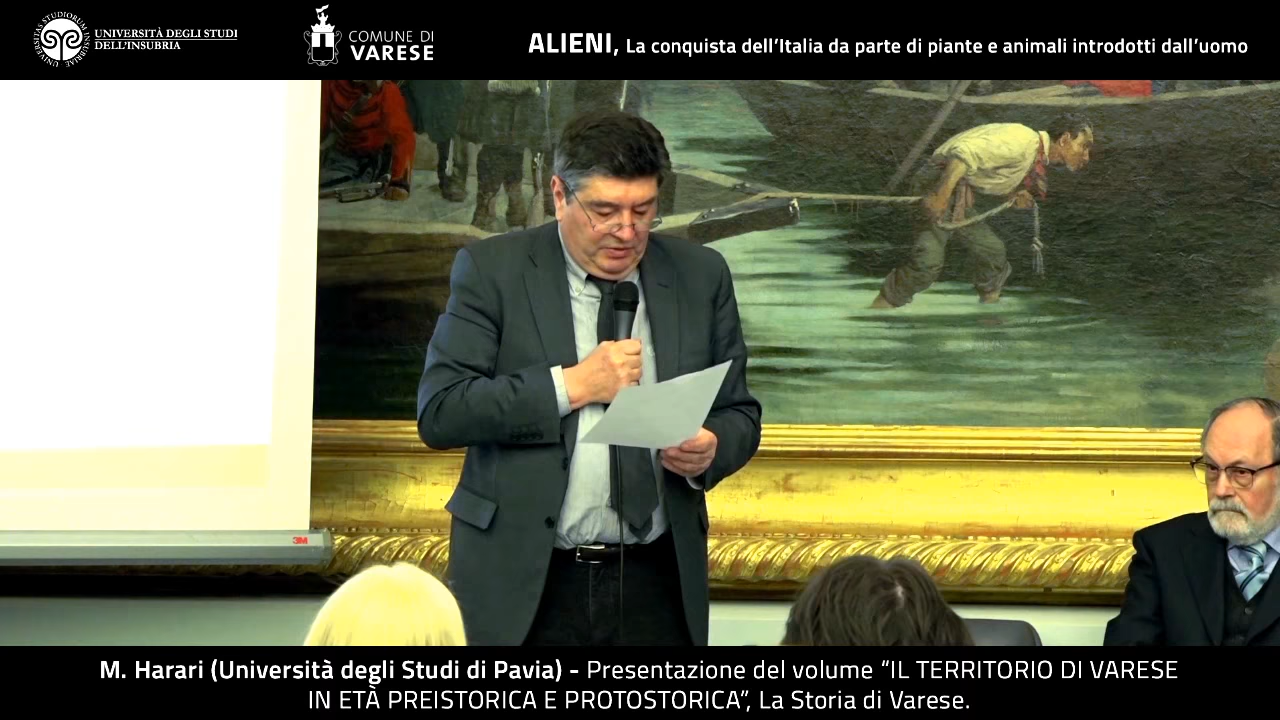 UNIVERSITÀ DEGLI STUDI
DELL'INSUBRIA
COMUNE DI
VARESE
ALIENI, La conquista dell'Italia da parte di piante e animali introdotti dall'uomo
3M
M. Harari (Università degli Studi di Pavia) - Presentazione del volume “IL TERRITORIO DI VARESE
IN ETÀ PREISTORICA E PROTOSTORICA”, La Storia di Varese.